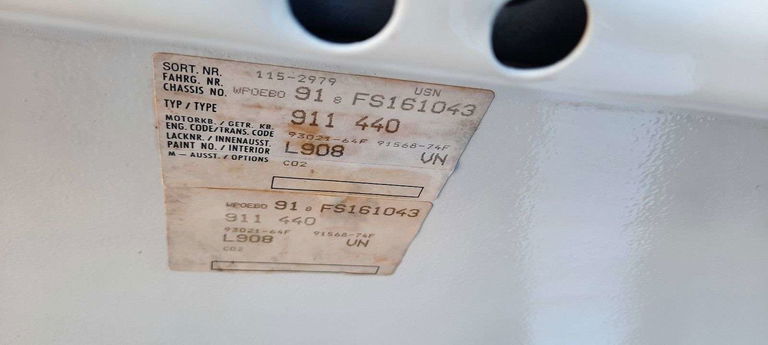 SORT. NR. 115-2979 USN
FAHRG. NR.
CHASSIS NO. WP0EB0 91 8 FS161043
TYP / TYPE 911 440
MOTORKB. / GETR. KB.
ENG. CODE/TRANS. CODE 93021-64F 91568-74F
LACKNR. / INNENAUSST.
PAINT NO. / INTERIOR L908 VN
M — AUSST. / OPTIONS C02
WP0EB0 91 8 FS161043
911 440
93021-64F 91568-74F
L908 VN
C02